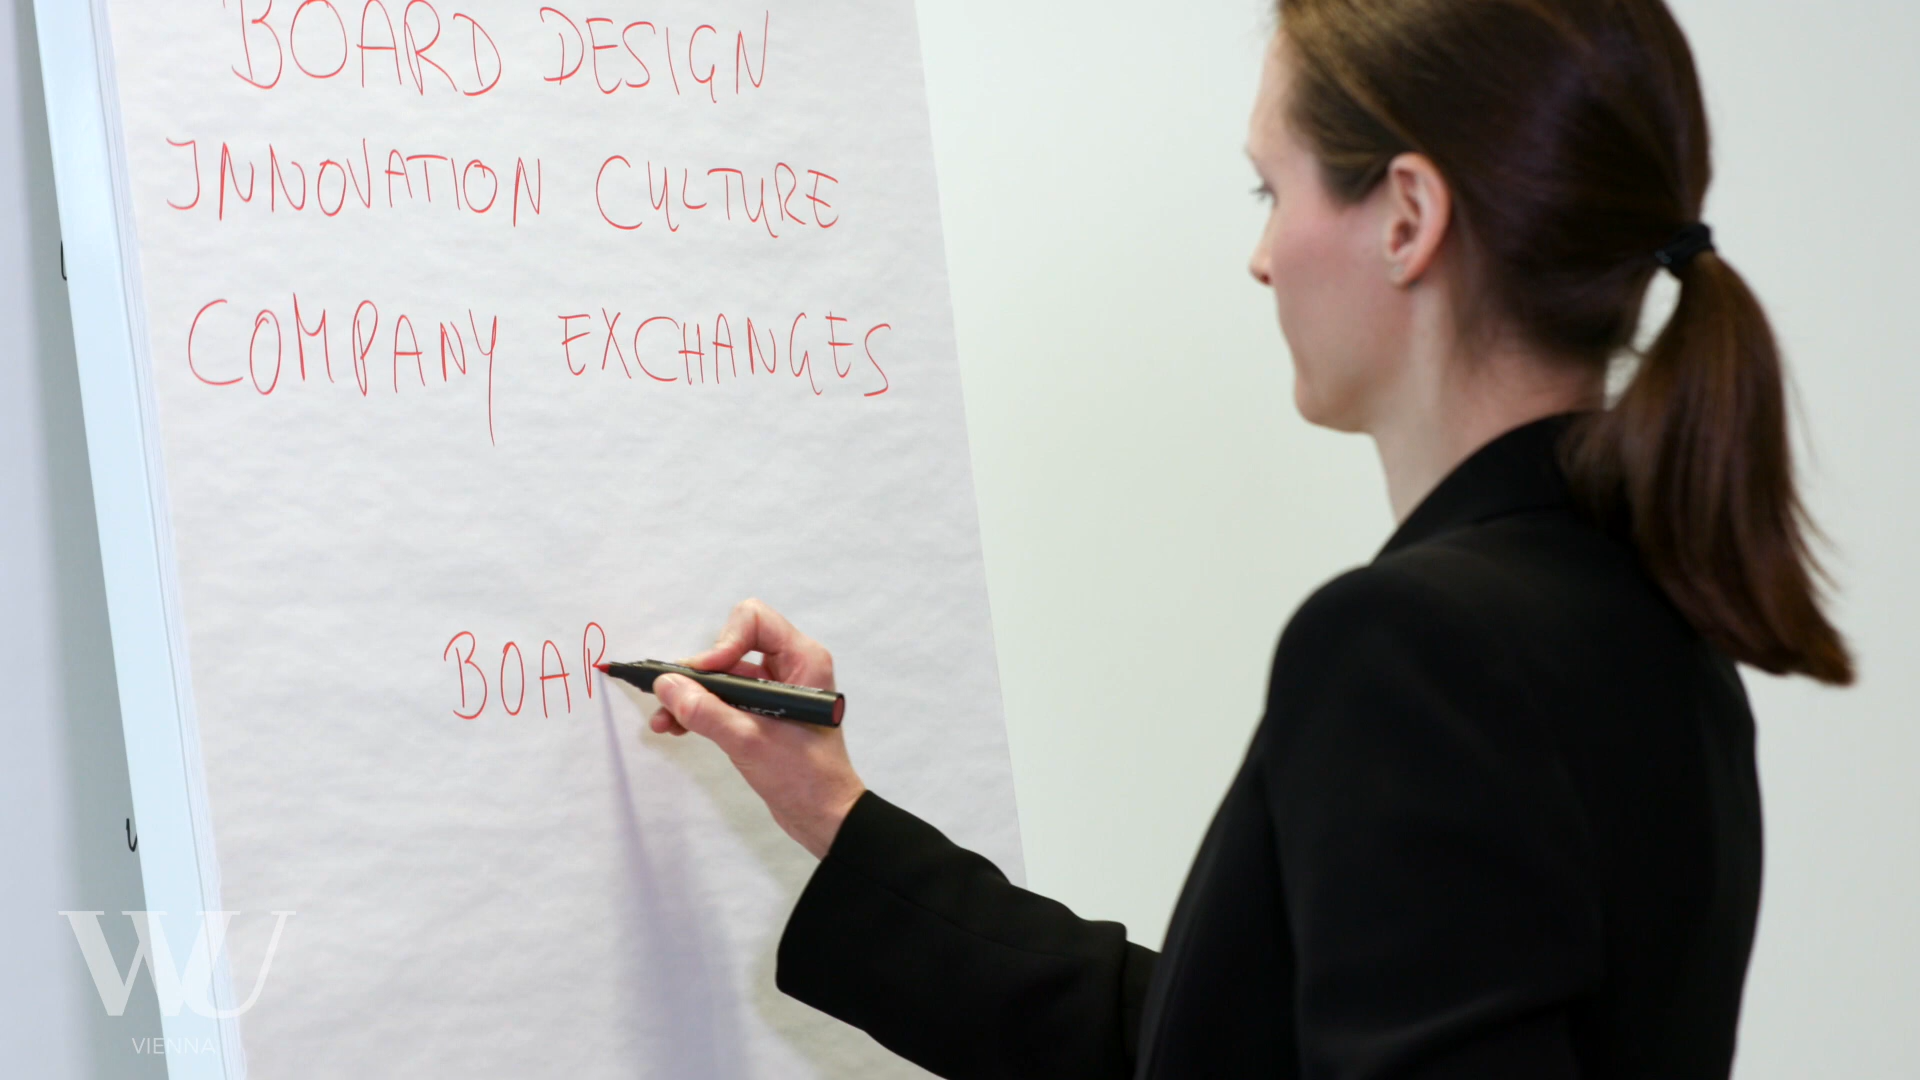 BOARD DESIGN
INNOVATION CULTURE
COMPANY EXCHANGES
BOAR
WU
VIENNA